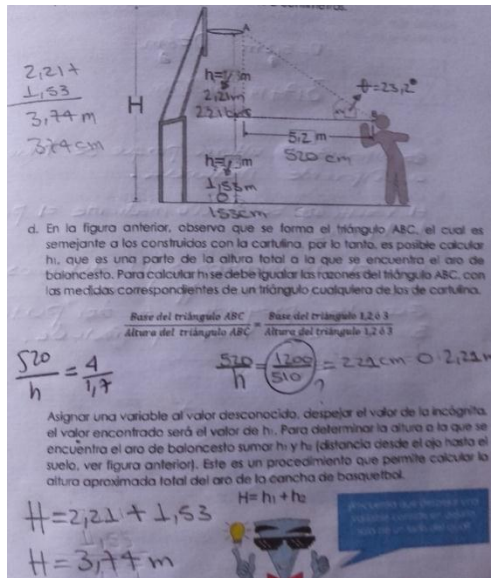 2,21+
1,53
3,74 m
374cm
H
A
h₁= m
2,21m
221cms
θ=23,2°
B
5,2 m
520 cm
h₂= m
1,53m
153cm
d. En la figura anterior, observa que se forma el triángulo ABC, el cual es
semejante a los construidos con la cartulina, por lo tanto, es posible calcular
h₁, que es una parte de la altura total a la que se encuentra el aro de
baloncesto. Para calcular h₁ se debe igualar las razones del triángulo ABC, con
las medidas correspondientes de un triángulo cualquiera de los de cartulina.
Base del triángulo ABC / Altura del triángulo ABC = Base del triángulo 1,2 ó 3 / Altura del triángulo 1,2 ó 3
520/h = 4/1,7
520/h = 1200/510 = 221cm O 2,21m
?
Asignar una variable al valor desconocido, despejar el valor de la incógnita,
el valor encontrado será el valor de h₁. Para determinar la altura a la que se
encuentra el aro de baloncesto sumar h₁ y h₂ (distancia desde el ojo hasta el
suelo, ver figura anterior). Este es un procedimiento que permite calcular la
altura aproximada total del aro de la cancha de basquetbol.
H= h₁ + h₂
H=2,21 + 1,53
H= 3,74 m